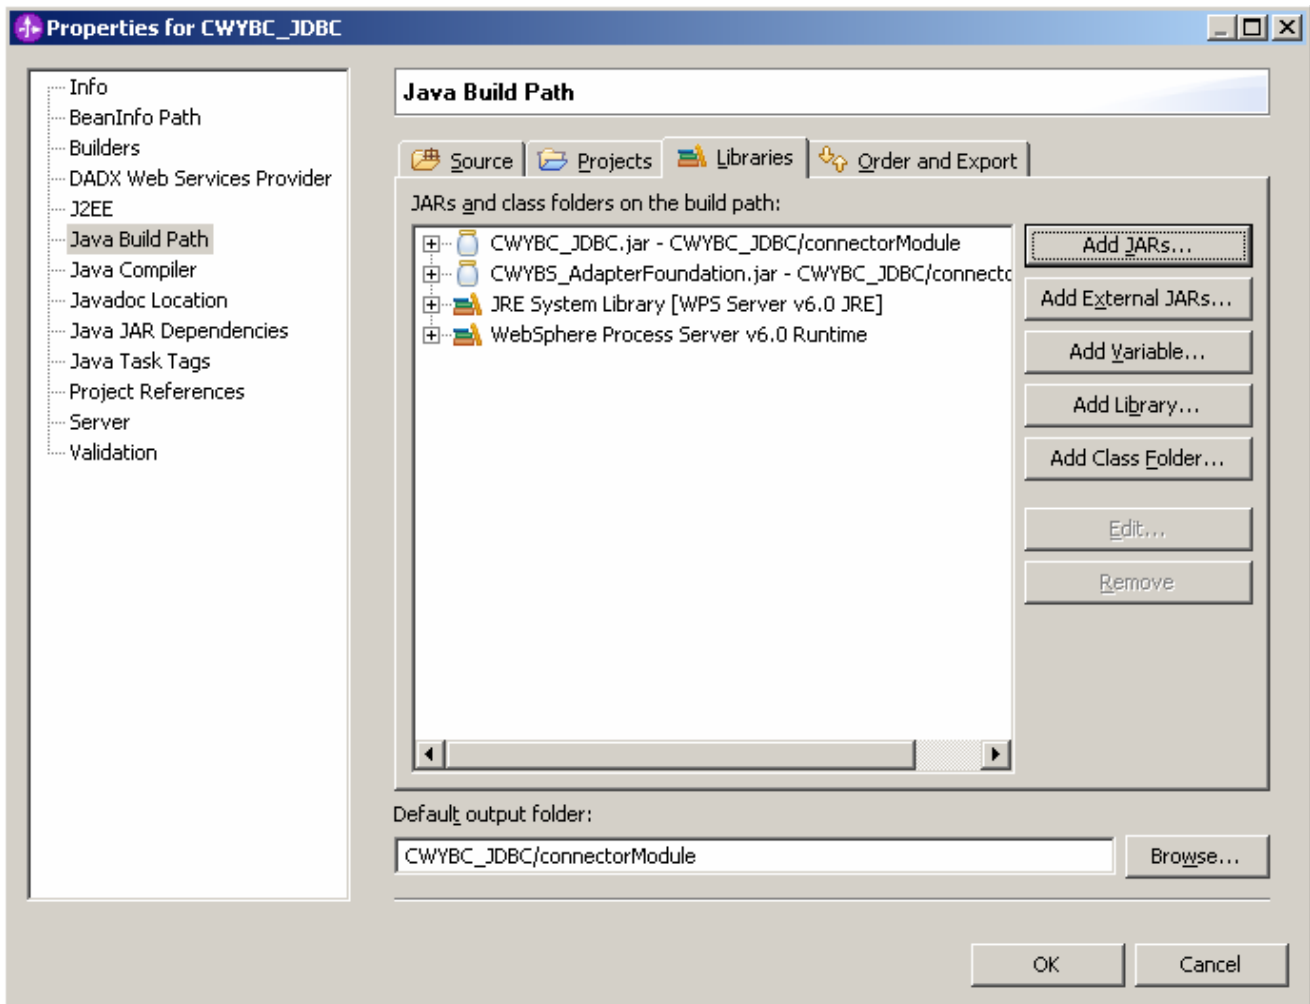 Properties for CWYBC_JDBC
Info
BeanInfo Path
Builders
DADX Web Services Provider
J2EE
Java Build Path
Java Compiler
Javadoc Location
Java JAR Dependencies
Java Task Tags
Project References
Server
Validation
Java Build Path
Source Projects Libraries Order and Export
JARs and class folders on the build path:
CWYBC_JDBC.jar - CWYBC_JDBC/connectorModule
CWYBS_AdapterFoundation.jar - CWYBC_JDBC/connecto
JRE System Library [WPS Server v6.0 JRE]
WebSphere Process Server v6.0 Runtime
Add JARs...
Add External JARs...
Add Variable...
Add Library...
Add Class Folder...
Edit...
Remove
Default output folder:
CWYBC_JDBC/connectorModule
Browse...
OK Cancel